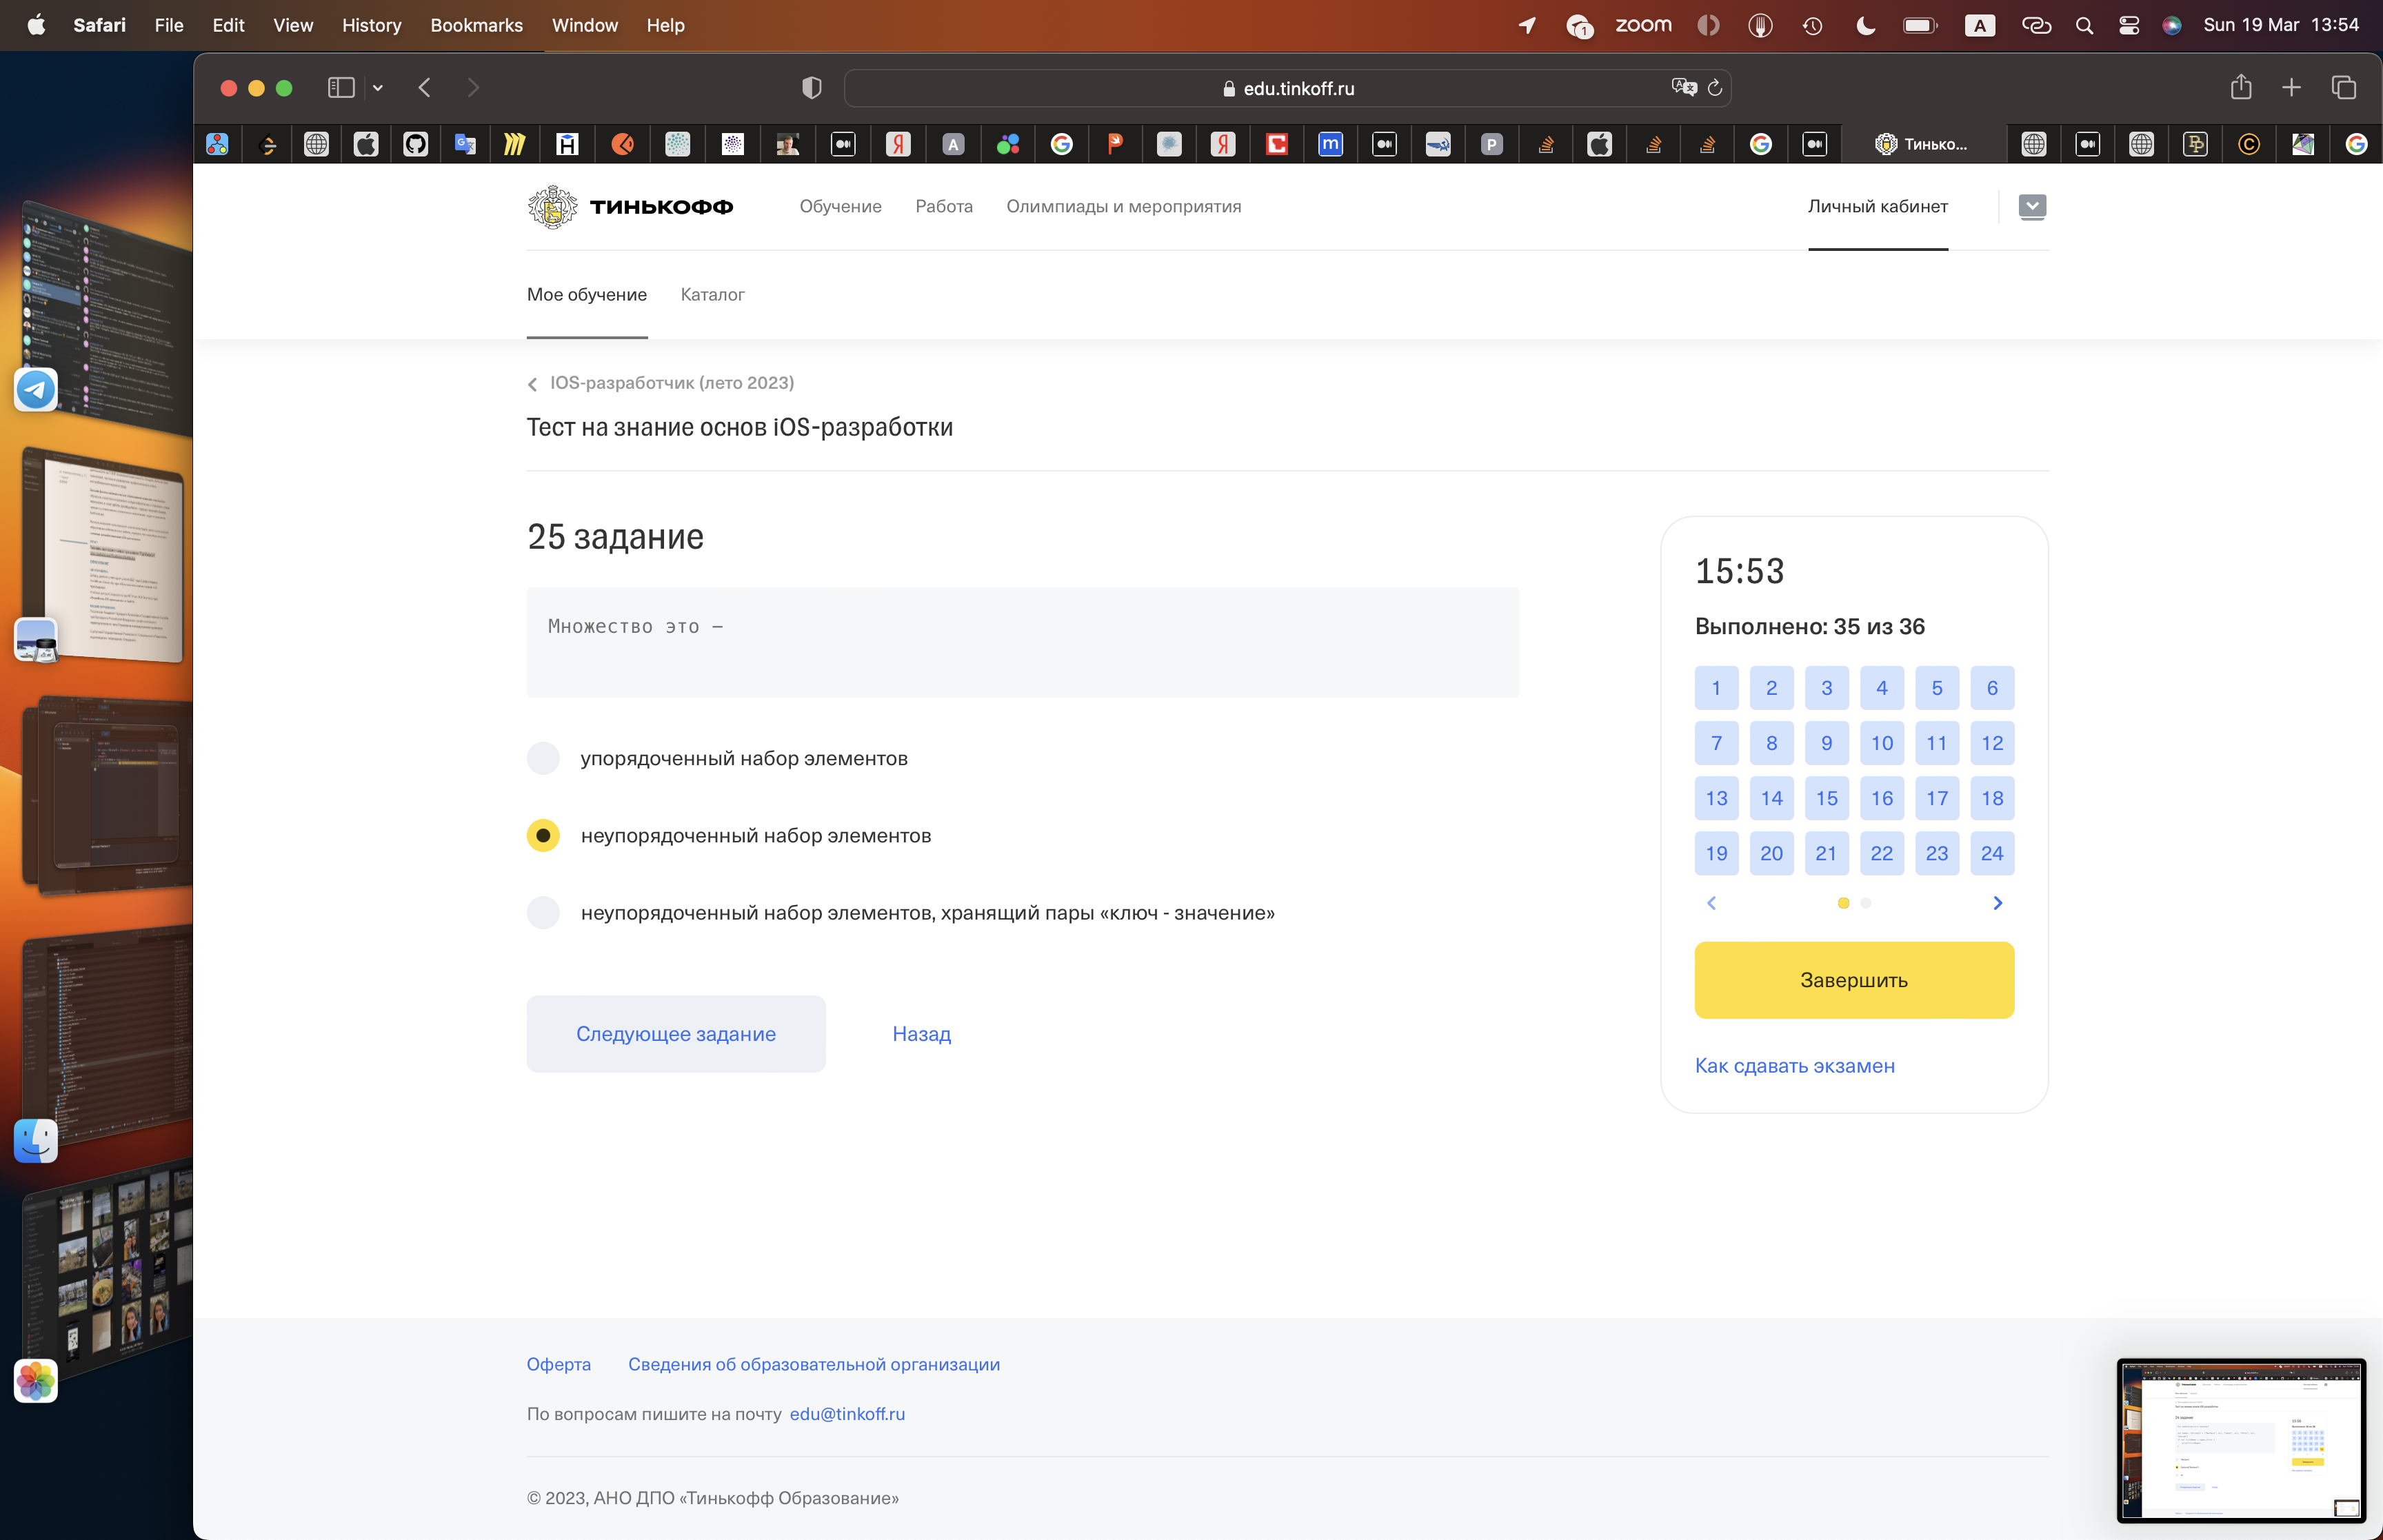 Safari File Edit View History Bookmarks Window Help
1 zoom A Sun 19 Mar 13:54
edu.tinkoff.ru
Тинько...
ТИНЬКОФФ Обучение Работа Олимпиады и мероприятия Личный кабинет
Мое обучение Каталог
IOS-разработчик (лето 2023)
Тест на знание основ iOS-разработки
25 задание
Множество это –
упорядоченный набор элементов
неупорядоченный набор элементов
неупорядоченный набор элементов, хранящий пары «ключ - значение»
Следующее задание Назад
15:53
Выполнено: 35 из 36
1 2 3 4 5 6
7 8 9 10 11 12
13 14 15 16 17 18
19 20 21 22 23 24
Завершить
Как сдавать экзамен
Оферта Сведения об образовательной организации
По вопросам пишите на почту edu@tinkoff.ru
© 2023, АНО ДПО «Тинькофф Образование»